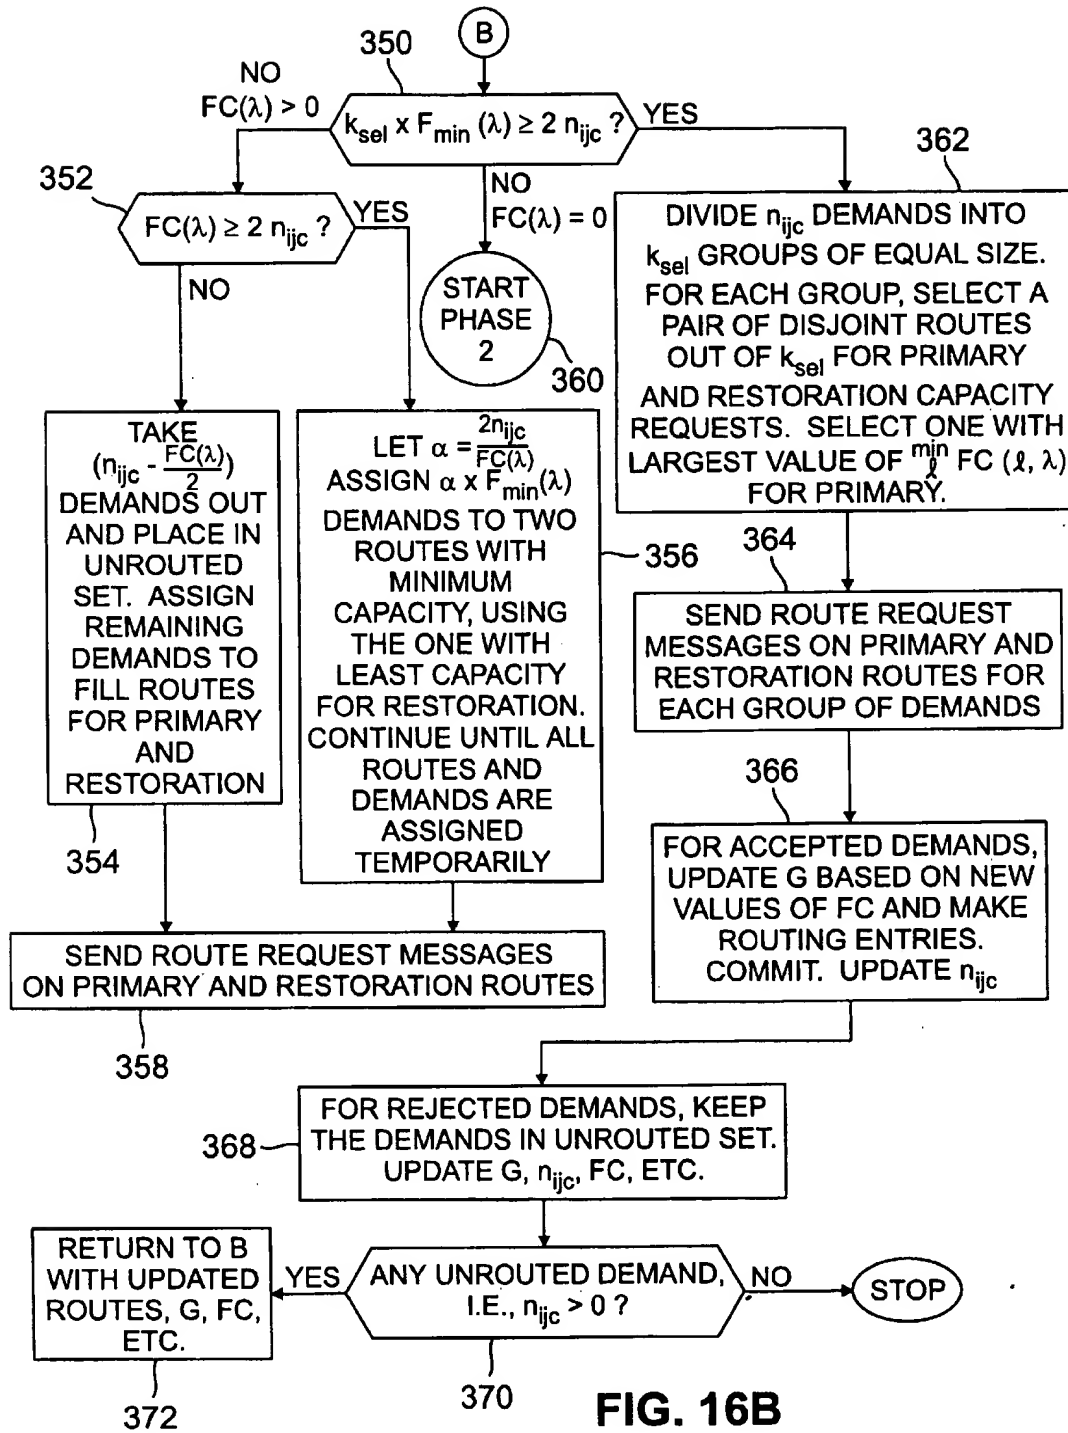 B
350
NO
FC(λ) > 0
k_sel x F_min (λ) ≥ 2 n_ijc ?
YES
362
352
FC(λ) ≥ 2 n_ijc ?
YES
NO
NO
FC(λ) = 0
START
PHASE
2
360
DIVIDE n_ijc DEMANDS INTO
k_sel GROUPS OF EQUAL SIZE.
FOR EACH GROUP, SELECT A
PAIR OF DISJOINT ROUTES
OUT OF k_sel FOR PRIMARY
AND RESTORATION CAPACITY
REQUESTS. SELECT ONE WITH
LARGEST VALUE OF min ℓ FC (ℓ, λ)
FOR PRIMARY.
TAKE
(n_ijc - FC(λ)/2)
DEMANDS OUT
AND PLACE IN
UNROUTED
SET. ASSIGN
REMAINING
DEMANDS TO
FILL ROUTES
FOR PRIMARY
AND
RESTORATION
354
LET α = 2n_ijc/FC(λ)
ASSIGN α x F_min(λ)
DEMANDS TO TWO
ROUTES WITH
MINIMUM
CAPACITY, USING
THE ONE WITH
LEAST CAPACITY
FOR RESTORATION.
CONTINUE UNTIL ALL
ROUTES AND
DEMANDS ARE
ASSIGNED
TEMPORARILY
356
364
SEND ROUTE REQUEST
MESSAGES ON PRIMARY AND
RESTORATION ROUTES FOR
EACH GROUP OF DEMANDS
366
FOR ACCEPTED DEMANDS,
UPDATE G BASED ON NEW
VALUES OF FC AND MAKE
ROUTING ENTRIES.
COMMIT. UPDATE n_ijc
SEND ROUTE REQUEST MESSAGES
ON PRIMARY AND RESTORATION ROUTES
358
368
FOR REJECTED DEMANDS, KEEP
THE DEMANDS IN UNROUTED SET.
UPDATE G, n_ijc, FC, ETC.
RETURN TO B
WITH UPDATED
ROUTES, G, FC,
ETC.
372
YES
ANY UNROUTED DEMAND,
I.E., n_ijc > 0 ?
370
NO
STOP
FIG. 16B